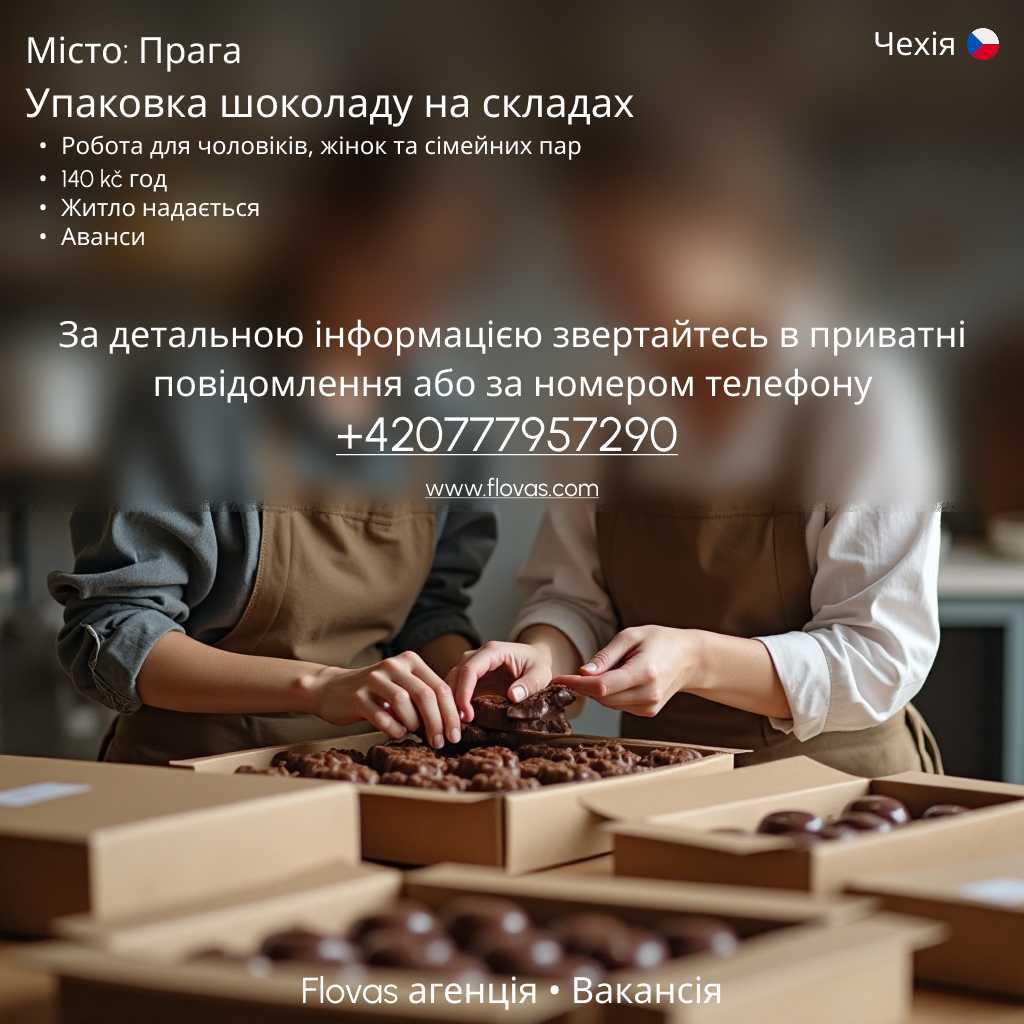 Місто: Прага
Чехія
Упаковка шоколаду на складах
• Робота для чоловіків, жінок та сімейних пар
• 140 kč год
• Житло надається
• Аванси
За детальною інформацією звертайтесь в приватні
повідомлення або за номером телефону
+420777957290
www.flovas.com
Flovas агенція • Вакансія